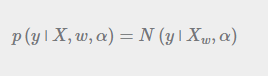 p (y | X, w, α) = N (y | X_w, α)